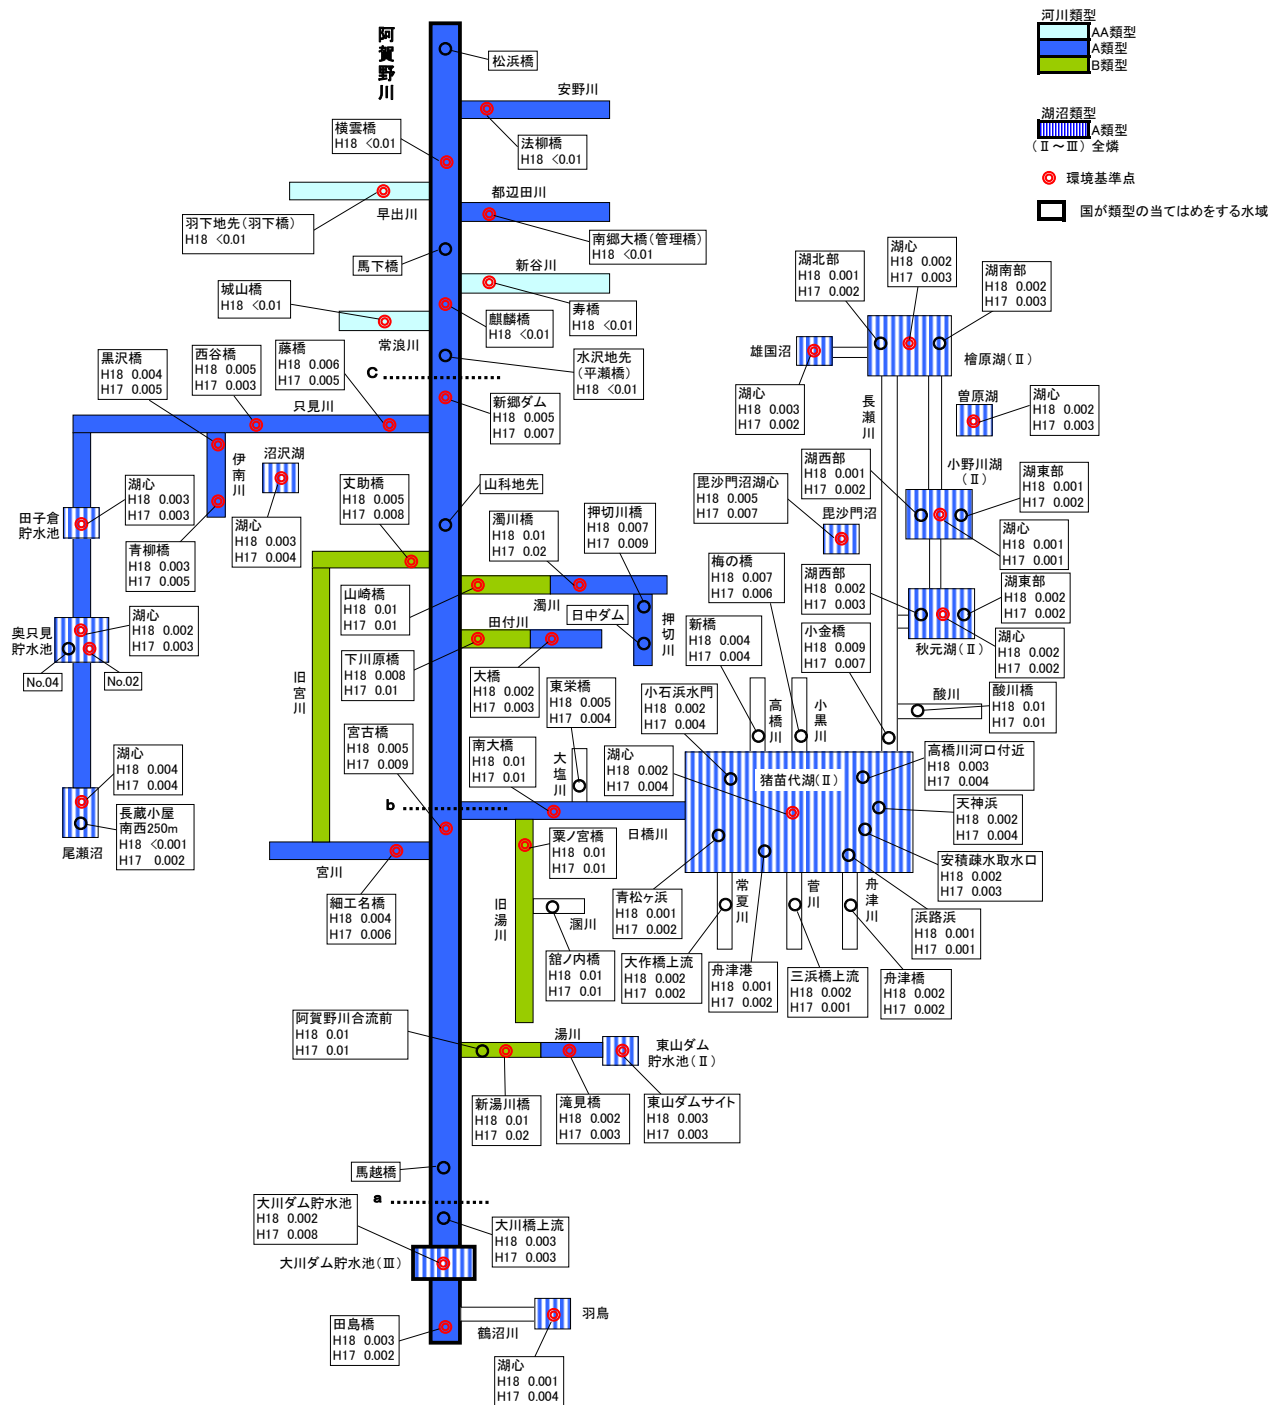 河川類型
AA類型
A類型
B類型
湖沼類型
A類型
(Ⅱ～Ⅲ) 全燐
環境基準点
国が類型の当てはめをする水域
阿賀野川
松浜橋
安野川
法柳橋
H18 <0.01
横雲橋
H18 <0.01
早出川
羽下地先(羽下橋)
H18 <0.01
都辺田川
南郷大橋(管理橋)
H18 <0.01
馬下橋
新谷川
寿橋
H18 <0.01
城山橋
H18 <0.01
常浪川
麒麟橋
H18 <0.01
水沢地先
(平瀬橋)
H18 <0.01
C
新郷ダム
H18 0.005
H17 0.007
黒沢橋
H18 0.004
H17 0.005
西谷橋
H18 0.005
H17 0.003
藤橋
H18 0.006
H17 0.005
只見川
伊南川
沼沢湖
湖心
H18 0.003
H17 0.004
青柳橋
H18 0.003
H17 0.005
田子倉
貯水池
湖心
H18 0.003
H17 0.003
奥只見
貯水池
湖心
H18 0.002
H17 0.003
No.04
No.02
湖心
H18 0.004
H17 0.004
長蔵小屋
南西250m
H18 <0.001
H17 0.002
尾瀬沼
丈助橋
H18 0.005
H17 0.008
山科地先
旧宮川
山崎橋
H18 0.01
H17 0.01
濁川橋
H18 0.01
H17 0.02
濁川
押切川橋
H18 0.007
H17 0.009
日中ダム
押切川
田付川
下川原橋
H18 0.008
H17 0.01
大橋
H18 0.002
H17 0.003
宮古橋
H18 0.005
H17 0.009
b
宮川
細工名橋
H18 0.004
H17 0.006
南大橋
H18 0.01
H17 0.01
東栄橋
H18 0.005
H17 0.004
大塩川
日橋川
粟ノ宮橋
H18 0.01
H17 0.01
旧湯川
溷川
舘ノ内橋
H18 0.01
H17 0.01
湖北部
H18 0.001
H17 0.002
湖心
H18 0.002
H17 0.003
湖南部
H18 0.002
H17 0.003
雄国沼
湖心
H18 0.003
H17 0.002
檜原湖(Ⅱ)
長瀬川
曽原湖
湖心
H18 0.002
H17 0.003
小野川湖
(Ⅱ)
湖西部
H18 0.001
H17 0.002
湖東部
H18 0.001
H17 0.002
湖心
H18 0.001
H17 0.001
毘沙門沼湖心
H18 0.005
H17 0.007
毘沙門沼
湖西部
H18 0.002
H17 0.003
湖東部
H18 0.002
H17 0.002
湖心
H18 0.002
H17 0.002
秋元湖(Ⅱ)
梅の橋
H18 0.007
H17 0.006
新橋
H18 0.004
H17 0.004
小金橋
H18 0.009
H17 0.007
酸川
酸川橋
H18 0.01
H17 0.01
高橋川
小黒川
小石浜水門
H18 0.002
H17 0.004
湖心
H18 0.002
H17 0.004
猪苗代湖(Ⅱ)
高橋川河口付近
H18 0.003
H17 0.004
天神浜
H18 0.002
H17 0.004
安積疎水取水口
H18 0.002
H17 0.003
浜路浜
H18 0.001
H17 0.001
青松ヶ浜
H18 0.001
H17 0.002
常夏川
菅川
舟津川
大作橋上流
H18 0.002
H17 0.002
舟津港
H18 0.001
H17 0.002
三浜橋上流
H18 0.002
H17 0.001
舟津橋
H18 0.002
H17 0.002
阿賀野川合流前
H18 0.01
H17 0.01
湯川
東山ダム
貯水池(Ⅱ)
新湯川橋
H18 0.01
H17 0.02
滝見橋
H18 0.002
H17 0.003
東山ダムサイト
H18 0.003
H17 0.003
馬越橋
a
大川ダム貯水池
H18 0.002
H17 0.008
大川橋上流
H18 0.003
H17 0.003
大川ダム貯水池(Ⅲ)
田島橋
H18 0.003
H17 0.002
鶴沼川
羽鳥
湖心
H18 0.001
H17 0.004